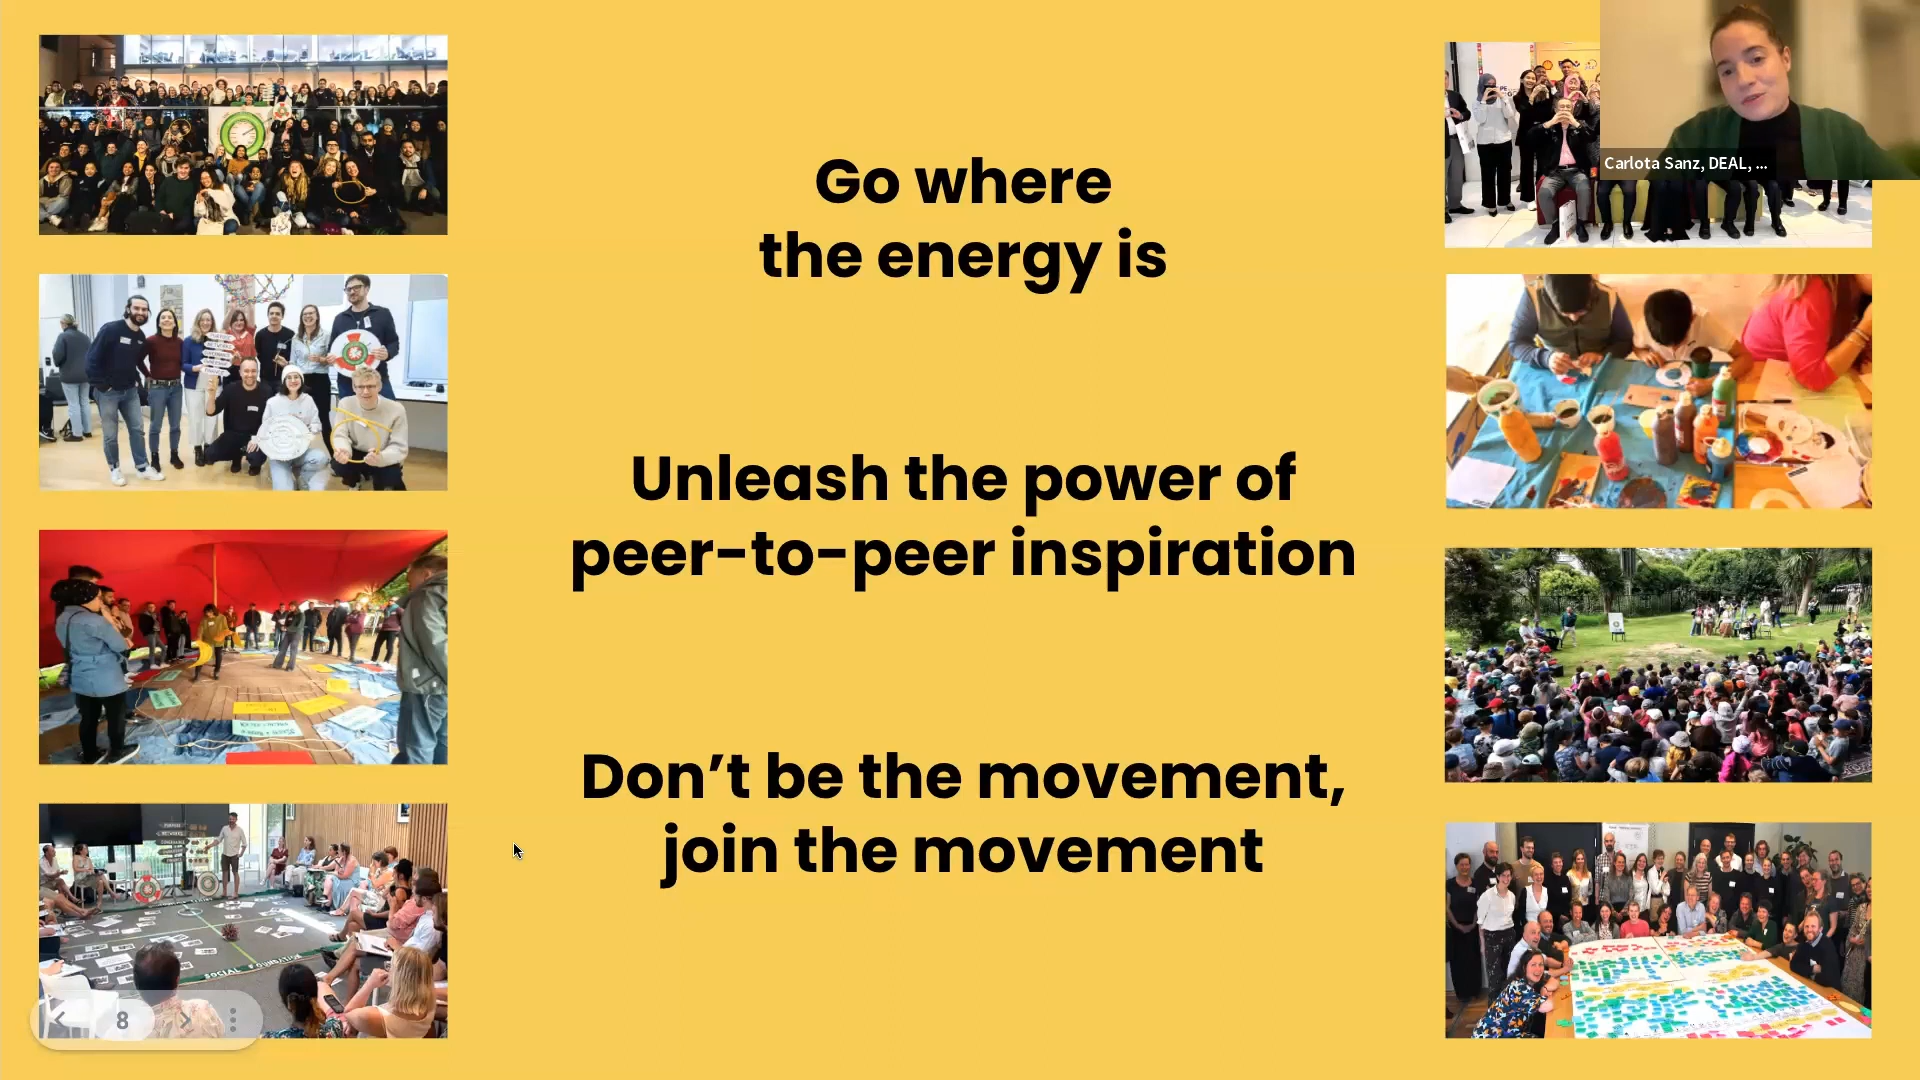 Go where
the energy is
Unleash the power of
peer-to-peer inspiration
Don’t be the movement,
join the movement
Carlota Sanz, DEAL, ...
8